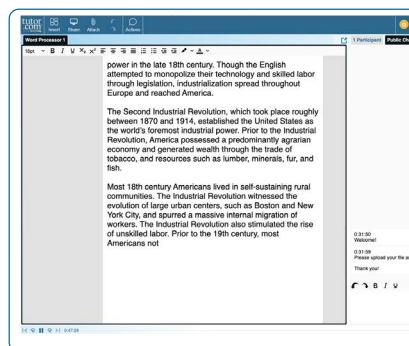 tutor
.com
Insert Share Attach Actions
Word Processor 1
1 Participant Public Cha
10pt B I U X₂ X²
power in the late 18th century. Though the English
attempted to monopolize their technology and skilled labor
through legislation, industrialization spread throughout
Europe and reached America.
The Second Industrial Revolution, which took place roughly
between 1870 and 1914, established the United States as
the world's foremost industrial power. Prior to the Industrial
Revolution, America possessed a predominantly agrarian
economy and generated wealth through the trade of
tobacco, and resources such as lumber, minerals, fur, and
fish.
Most 18th century Americans lived in self-sustaining rural
communities. The Industrial Revolution witnessed the
evolution of large urban centers, such as Boston and New
York City, and spurred a massive internal migration of
workers. The Industrial Revolution also stimulated the rise
of unskilled labor. Prior to the 19th century, most
Americans not
0:31:50
Welcome!
0:31:59
Please upload your file as
Thank you!
B I U
0:47:28